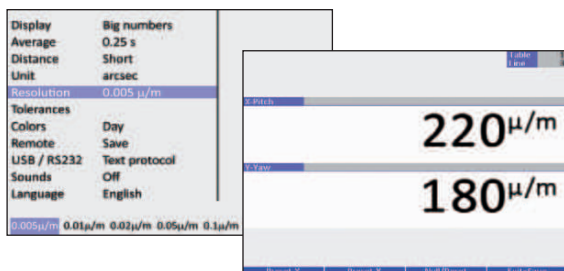 Display Big numbers
Average 0.25 s
Distance Short
Unit arcsec
Resolution 0.005 µ/m
Tolerances
Colors Day
Remote Save
USB / RS232 Text protocol
Sounds Off
Language English
0.005µ/m 0.01µ/m 0.02µ/m 0.05µ/m 0.1µ/m
Table
Line
X-Pitch
220µ/m
Y-Yaw
180µ/m